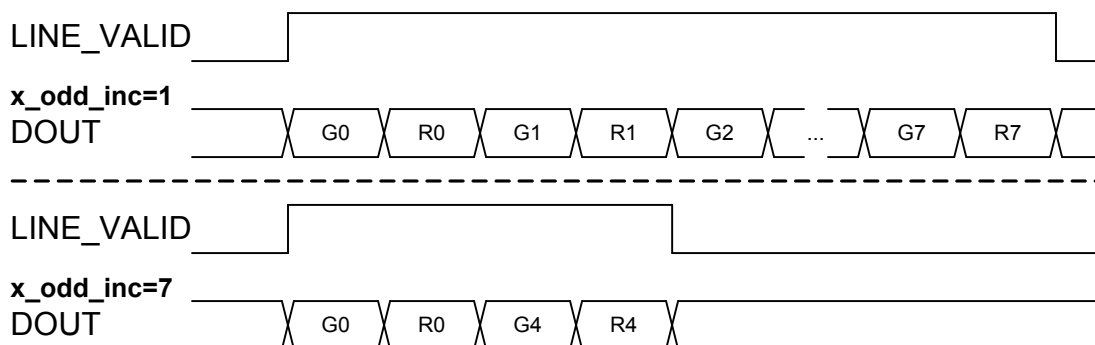 LINE_VALID
x_odd_inc=1
DOUT G0 R0 G1 R1 G2 ... G7 R7
LINE_VALID
x_odd_inc=7
DOUT G0 R0 G4 R4